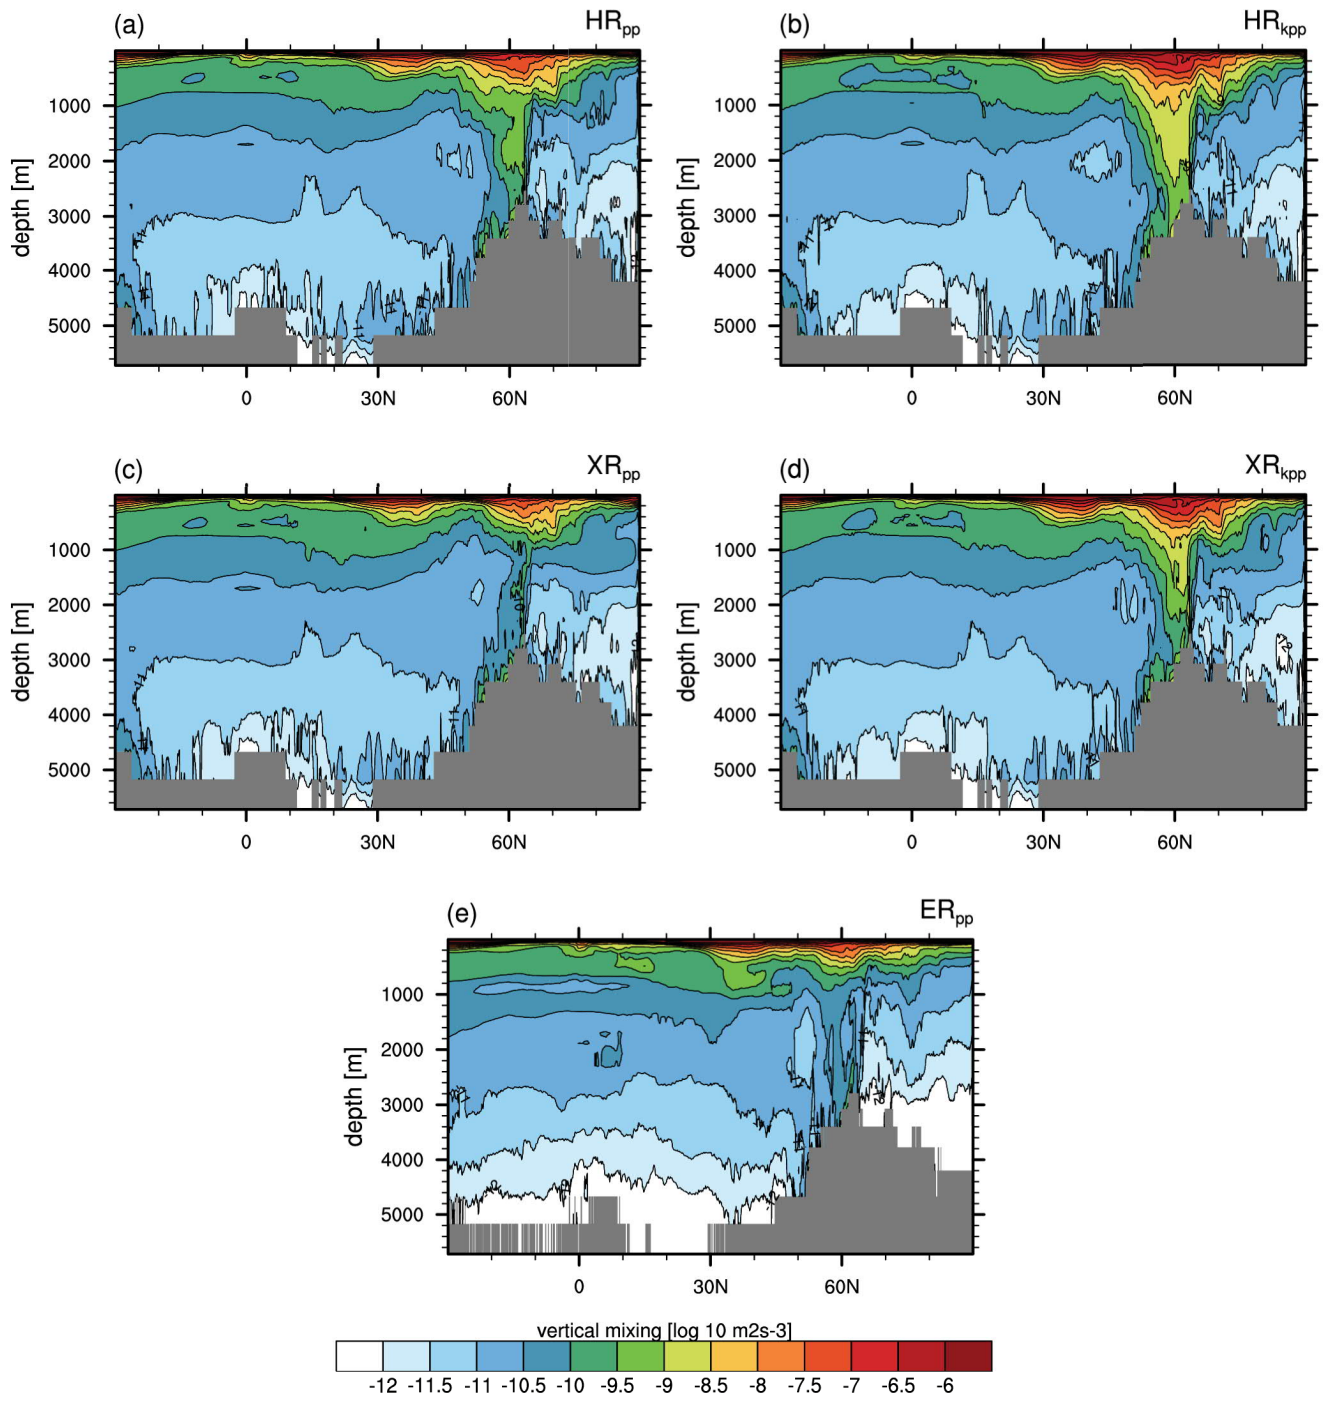 (a) HRpp
(b) HRkpp
1000
2000
3000
4000
5000
depth [m]
0 30N 60N
1000
2000
3000
4000
5000
depth [m]
0 30N 60N
(c) XRpp
(d) XRkpp
1000
2000
3000
4000
5000
depth [m]
0 30N 60N
1000
2000
3000
4000
5000
depth [m]
0 30N 60N
(e) ERpp
1000
2000
3000
4000
5000
depth [m]
0 30N 60N
vertical mixing [log 10 m2s-3]
-12 -11.5 -11 -10.5 -10 -9.5 -9 -8.5 -8 -7.5 -7 -6.5 -6